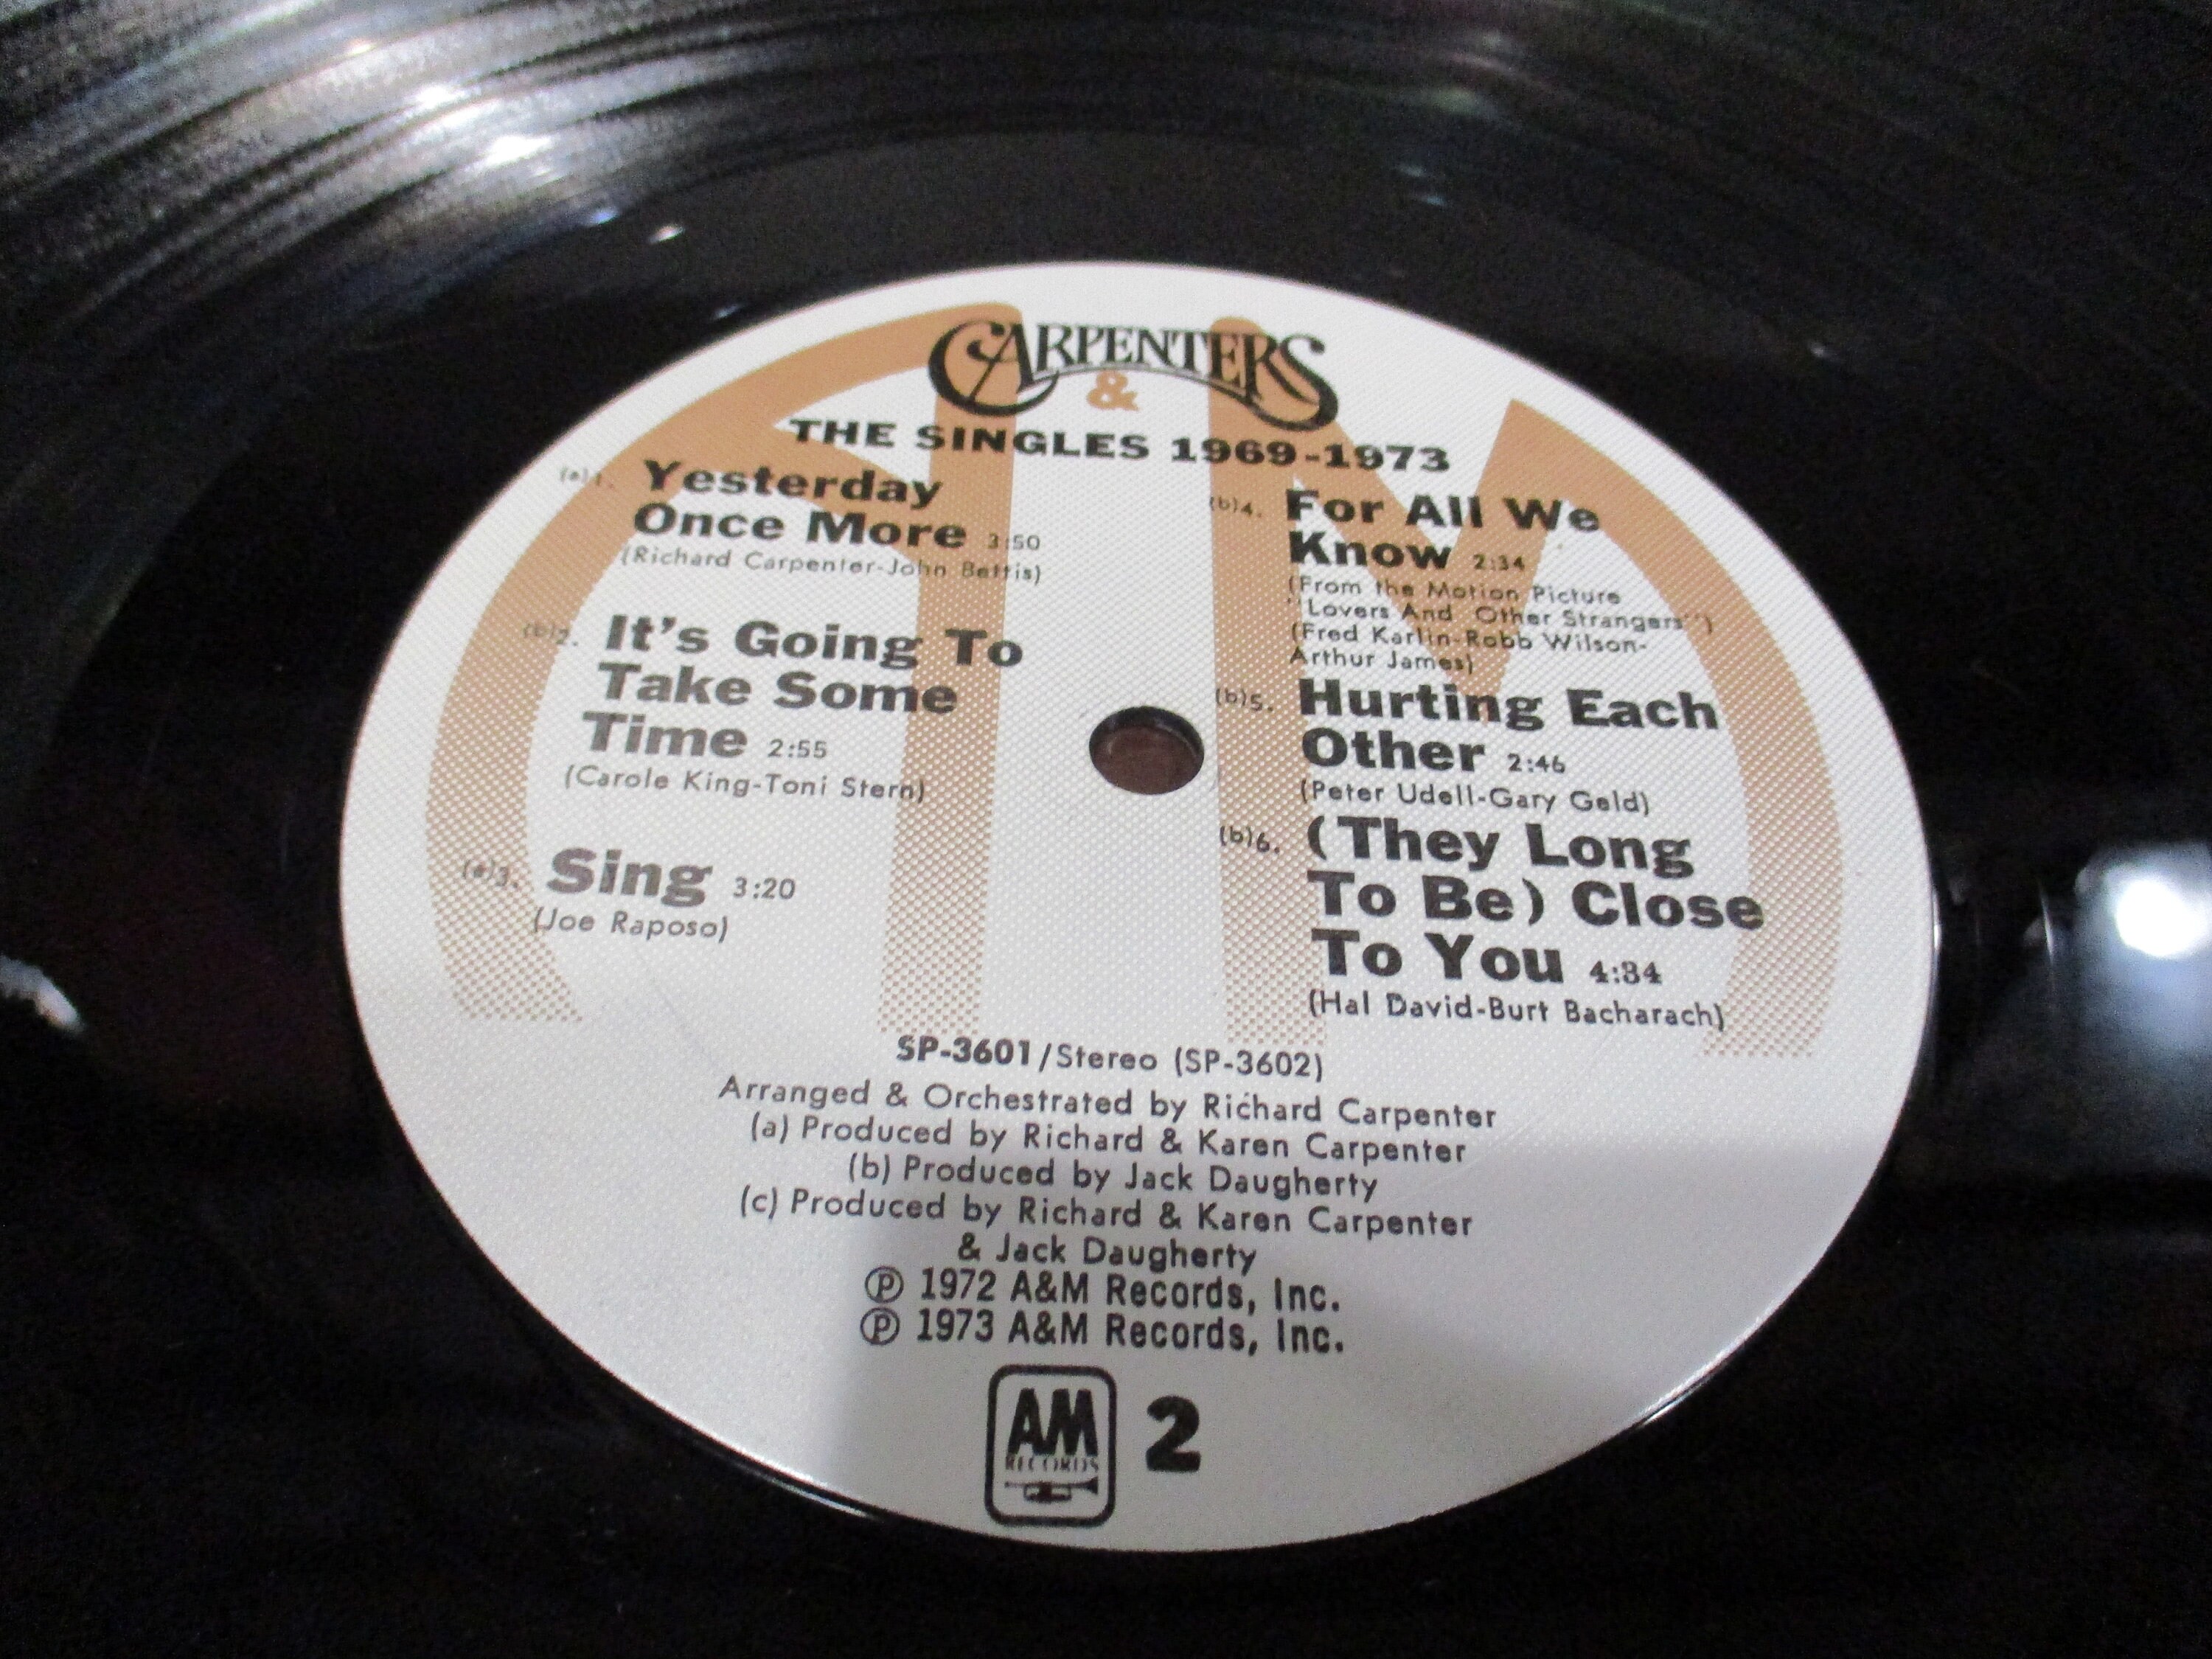 CARPENTERS
&
THE SINGLES 1969-1973
(a)1. Yesterday
Once More 3:50
(Richard Carpenter-John Bettis)
(b)2. It's Going To
Take Some
Time 2:55
(Carole King-Toni Stern)
(a)3. Sing 3:20
(Joe Raposo)
(b)4. For All We
Know 2:34
(From the Motion Picture
"Lovers And Other Strangers")
(Fred Karlin-Robb Wilson-
Arthur James)
(b)5. Hurting Each
Other 2:46
(Peter Udell-Gary Geld)
(b)6. (They Long
To Be) Close
To You 4:34
(Hal David-Burt Bacharach)
SP-3601/Stereo (SP-3602)
Arranged & Orchestrated by Richard Carpenter
(a) Produced by Richard & Karen Carpenter
(b) Produced by Jack Daugherty
(c) Produced by Richard & Karen Carpenter
& Jack Daugherty
℗ 1972 A&M Records, Inc.
℗ 1973 A&M Records, Inc.
AM 2
RECORDS